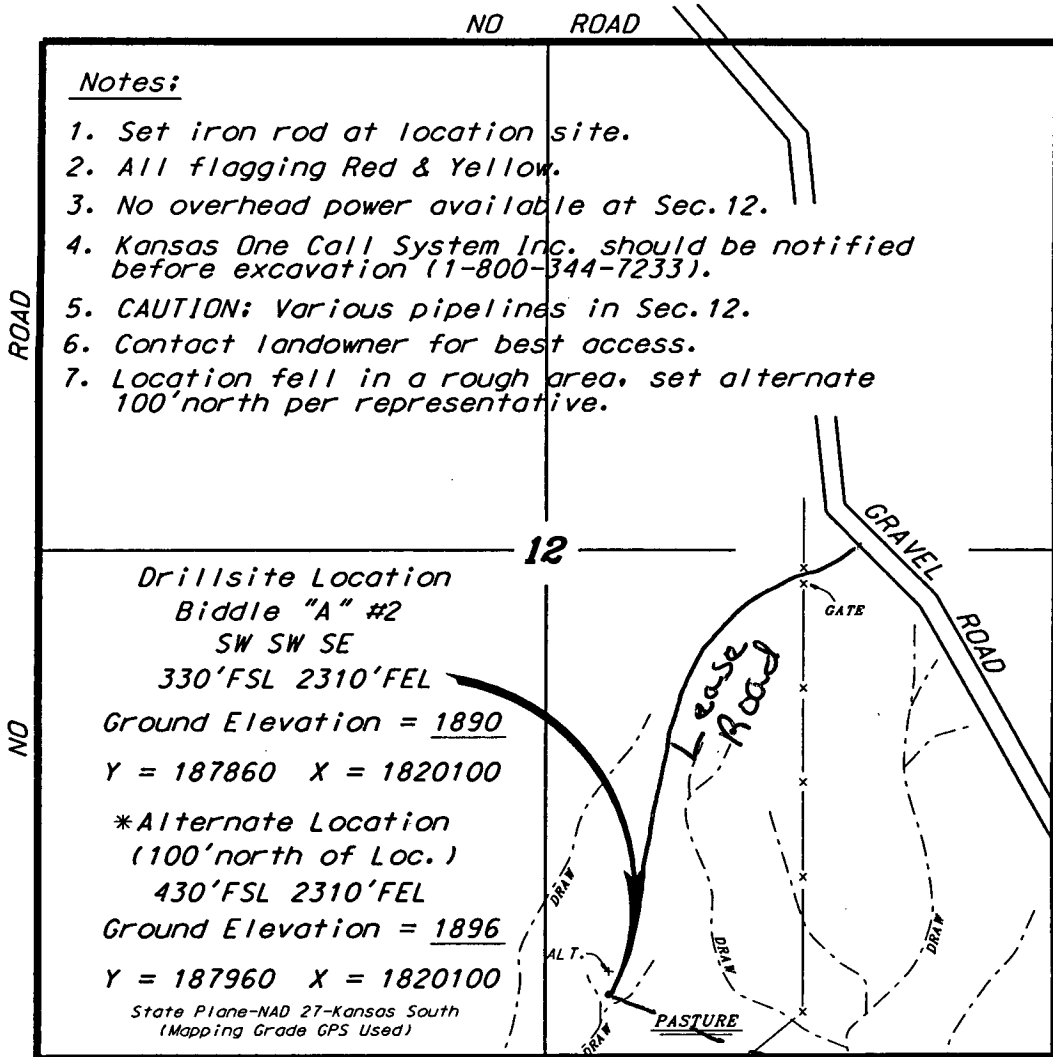 NO ROAD
Notes:
1. Set iron rod at location site.
2. All flagging Red & Yellow.
3. No overhead power available at Sec.12.
4. Kansas One Call System Inc. should be notified
before excavation (1-800-344-7233).
5. CAUTION: Various pipelines in Sec.12.
6. Contact landowner for best access.
7. Location fell in a rough area, set alternate
100'north per representative.
NO ROAD
12
GRAVEL ROAD
GATE
Lease
Road
Drillsite Location
Biddle "A" #2
SW SW SE
330'FSL 2310'FEL
Ground Elevation = 1890
Y = 187860 X = 1820100
*Alternate Location
(100'north of Loc.)
430'FSL 2310'FEL
Ground Elevation = 1896
Y = 187960 X = 1820100
State Plane-NAD 27-Kansas South
(Mapping Grade GPS Used)
DRAW
ALT.
DRAW
DRAW
PASTURE
DRAW